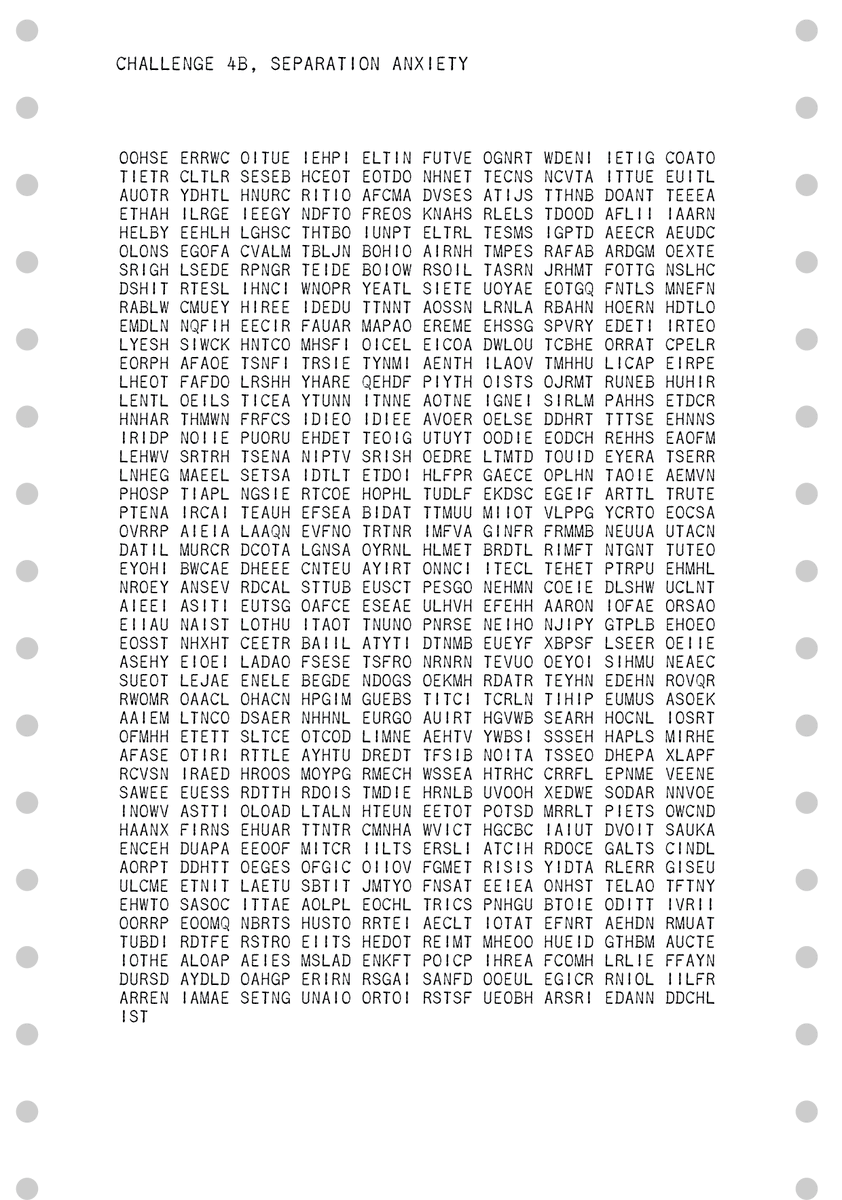 CHALLENGE 4B, SEPARATION ANXIETY
OOHSE ERRWC OITUE IEHPI ELTIN FUTVE OGNRT WDENI IETIG COATO
TIETR CLTLR SESEB HCEOT EOTDO NHNET TECNS NCVTA ITTUE EUITL
AUOTR YDHTL HNURC RITIO AFCMA DVSES ATIJS TTHNB DOANT TEEEA
ETHAH ILRGE IEEGY NDFTO FREOS KNAHS RLELS TDOOD AFLII IAARN
HELBY EEHLH LGHSC THTBO IUNPT ELTRL TESMS IGPTD AEECR AEUDC
OLONS EGOFA CVALM TBLJN BOHIO AIRNH TMPES RAFAB ARDGM OEXTE
SRIGH LSEDE RPNGR TEIDE BOIOW RSOIL TASRN JRHMT FOTTG NSLHC
DSHIT RTESL IHNCI WNOPR YEATL SIETE UOYAE EOTGQ FNTLS MNEFN
RABLW CMUEY HIREE IDEDU TTNNT AOSSN LRNLA RBAHN HOERN HDTLO
EMDLN NQFIH EECIR FAUAR MAPAO EREME EHSSG SPVRY EDETI IRTEO
LYESH SIWCK HNTCO MHSFI OICEL EICOA DWLOU TCBHE ORRAT CPELR
EORPH AFAOE TSNFI TRSIE TYNMI AENTH ILAOV TMHHU LICAP EIRPE
LHEOT FAFDO LRSHH YHARE QEHDF PIYTH OISTS OJRMT RUNEB HUHIR
LENTL OEILS TICEA YTUNN ITNNE AOTNE IGNEI SIRLM PAHHS ETDCR
HNHAR THMWN FRFCS IDIEO IDIEE AVOER OELSE DDHRT TTTSE EHNNS
IRIDP NOIIE PUORU EHDET TEOIG UTUYT OODIE EODCH REHHS EAOFM
LEHWV SRTRH TSENA NIPTV SRISH OEDRE LTMTD TOUID EYERA TSERR
LNHEG MAEEL SETSA IDTLT ETDOI HLFPR GAECE OPLHN TAOIE AEMVN
PHOSP TIAPL NGSIE RTCOE HOPHL TUDLF EKDSC EGEIF ARTTL TRUTE
PTENA IRCAI TEAUH EFSEA BIDAT TTMUU MIIOT VLPPG YCRTO EOCSA
OVRRP AIEIA LAAQN EVFNO TRTNR IMFVA GINFR FRMMB NEUUA UTACN
DATIL MURCR DCOTA LGNSA OYRNL HLMET BRDTL RIMFT NTGNT TUTEO
EYOHI BWCAE DHEEE CNTEU AYIRT ONNCI ITECL TEHET PTRPU EHMHL
NROEY ANSEV RDCAL STTUB EUSCT PESGO NEHMN COEIE DLSHW UCLNT
AIEEI ASITI EUTSG OAFCE ESEAE ULHVH EFEHH AARON IOFAE ORSAO
EIIAU NAIST LOTHU ITAOT TNUNO PNRSE NEIHO NJIPY GTPLB EHOEO
EOSST NHXHT CEETR BAIIL ATYTI DTNMB EUEYF XBPSF LSEER OEIIE
ASEHY EIOEI LADAO FSESE TSFRO NRNRN TEVUO OEYOI SIHMU NEAEC
SUEOT LEJAE ENELE BEGDE NDOGS OEKMH RDATR TEYHN EDEHN ROVQR
RWOMR OAACL OHACN HPGIM GUEBS TITCI TCRLN TIHIP EUMUS ASOEK
AAIEM LTNCO DSAER NHHNL EURGO AUIRT HGVWB SEARH HOCNL IOSRT
OFMHH ETETT SLTCE OTCOD LIMNE AEHTV YWBSI SSSEH HAPLS MIRHE
AFASE OTIRI RTTLE AYHTU DREDT TFSIB NOITA TSSEO DHEPA XLAPF
RCVSN IRAED HROOS MOYPG RMECH WSSEA HTRHC CRRFL EPNME VEENE
SAWEE EUESS RDTTH RDOIS TMDIE HRNLB UVOOH XEDWE SODAR NNVOE
INOWV ASTTI OLOAD LTALN HTEUN EETOT POTSD MRRLT PIETS OWCND
HAANX FIRNS EHUAR TTNTR CMNHA WVICT HGCBC IAIUT DVOIT SAUKA
ENCEH DUAPA EEOOF MITCR IILTS ERSLI ATCIH RDOCE GALTS CINDL
AORPT DDHTT OEGES OFGIC OIIOV FGMET RISIS YIDTA RLERR GISEU
ULCME ETNIT LAETU SBTIT JMTYO FNSAT EEIEA ONHST TELAO TFTNY
EHWTO SASOC ITTAE AOLPL EOCHL TRICS PNHGU BTOIE ODITT IVRII
OORRP EOOMQ NBRTS HUSTO RRTEI AECLT IOTAT EFNRT AEHDN RMUAT
TUBDI RDTFE RSTRO EIITS HEDOT REIMT MHEOO HUEID GTHBM AUCTE
IOTHE ALOAP AEIES MSLAD ENKFT POICP IHREA FCOMH LRLIE FFAYN
DURSD AYDLD OAHGP ERIRN RSGAI SANFD OOEUL EGICR RNIOL IILFR
ARREN IAMAE SETNG UNAIO ORTOI RSTSF UEOBH ARSRI EDANN DDCHL
IST